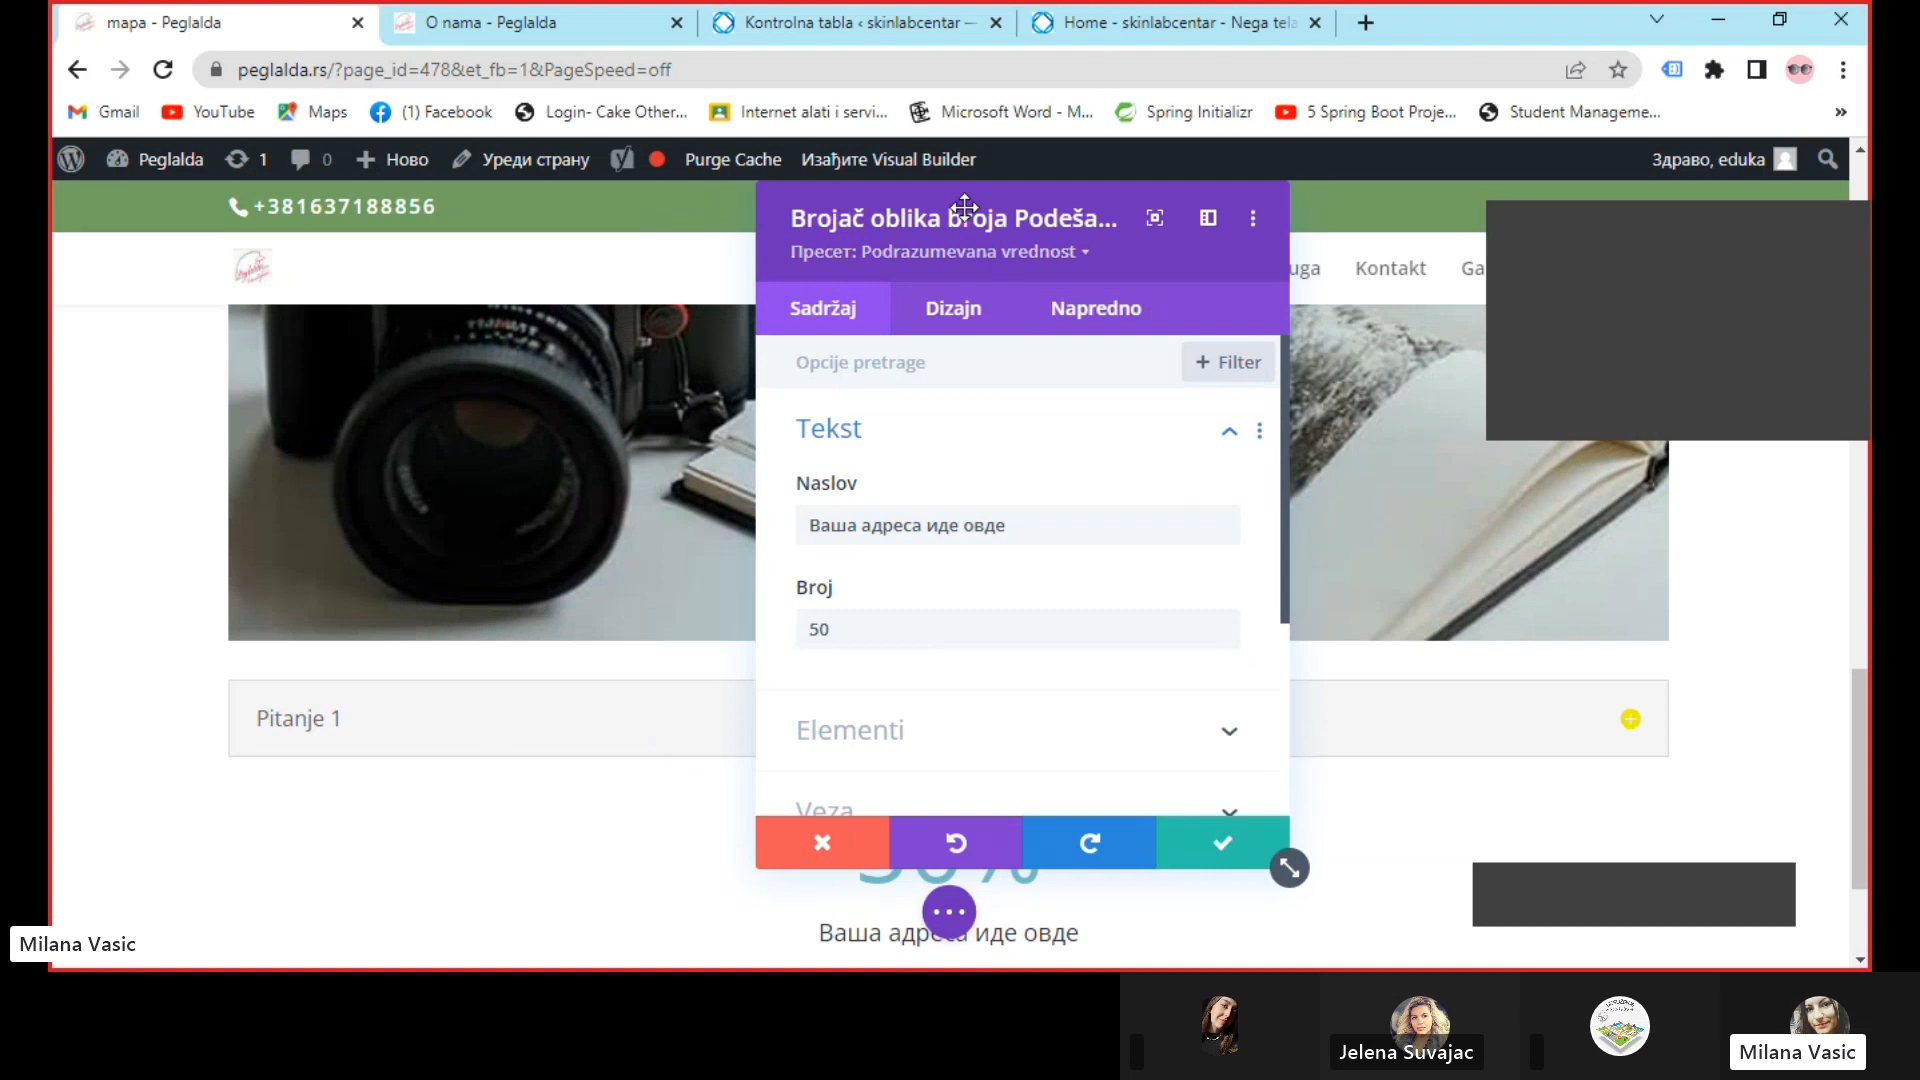 mapa - Peglalda
O nama - Peglalda
Kontrolna tabla ‹ skinlabcentar —
Home - skinlabcentar - Nega tela
peglalda.rs/?page_id=478&et_fb=1&PageSpeed=off
Gmail
YouTube
Maps
(1) Facebook
Login- Cake Other...
Internet alati i servi...
Microsoft Word - M...
Spring Initializr
5 Spring Boot Proje...
Student Manageme...
»
Peglalda
1
0
Ново
Уреди страну
Purge Cache
Изађите Visual Builder
Здраво, eduka
+381637188856
uga
Kontakt
Ga
Brojač oblika broja Podeša...
Пресет: Podrazumevana vrednost
Sadržaj
Dizajn
Napredno
Opcije pretrage
+ Filter
Tekst
Naslov
Ваша адреса иде овде
Broj
50
Elementi
Veza
Pitanje 1
50%
Ваша адреса иде овде
Milana Vasic
Jelena Suvajac
Milana Vasic